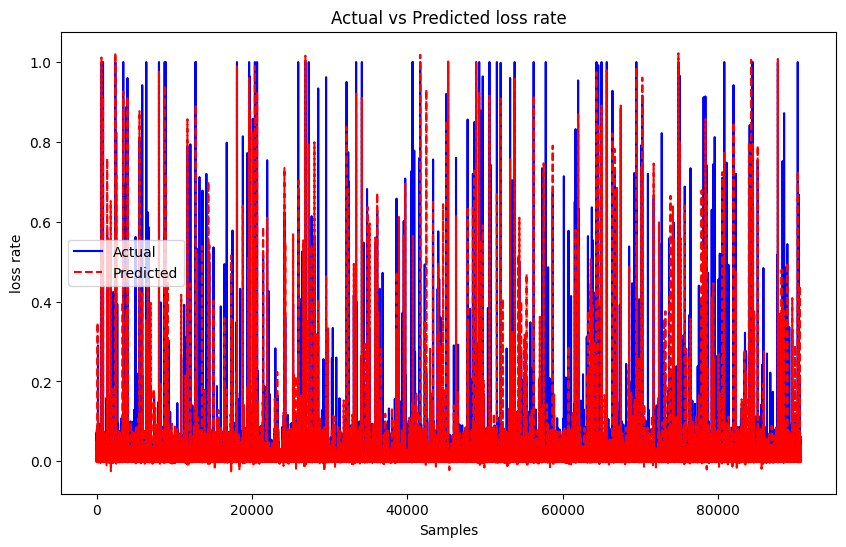 Actual vs Predicted loss rate
loss rate
1.0
0.8
0.6
0.4
0.2
0.0
Actual
Predicted
0
20000
40000
60000
80000
Samples